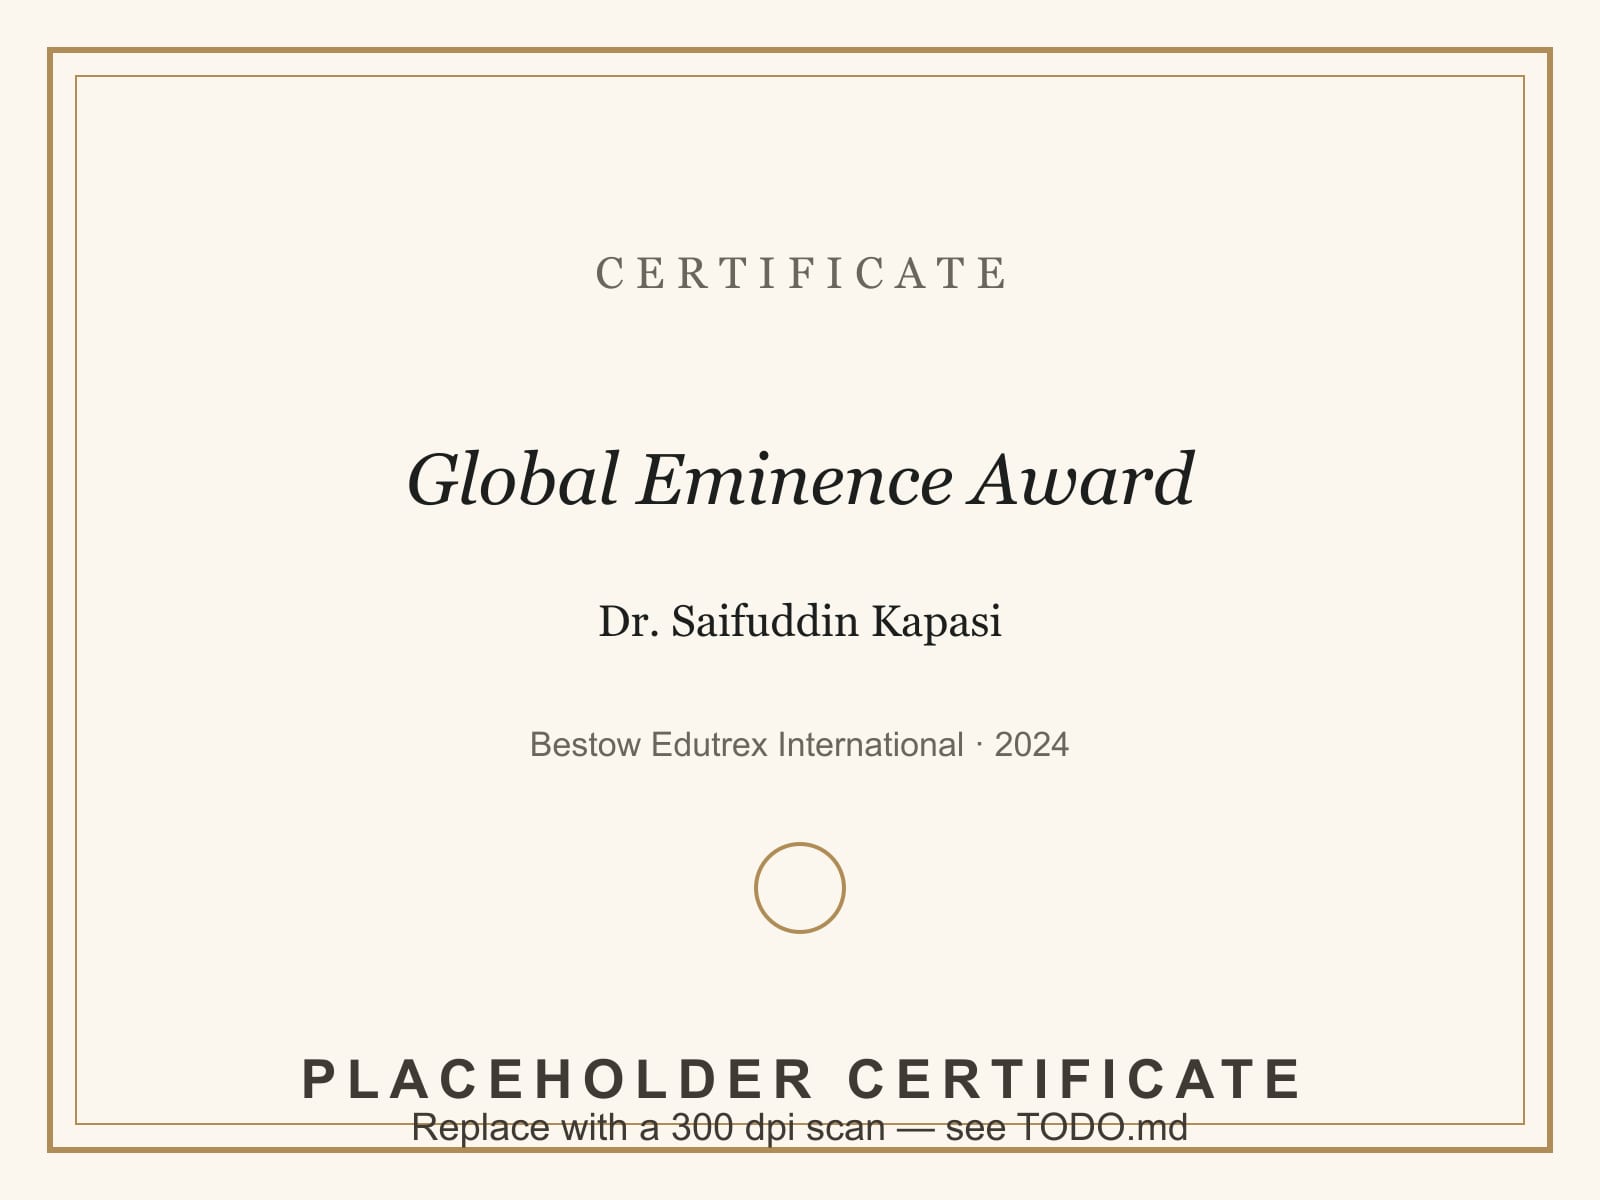 CERTIFICATE
Global Eminence Award
Dr. Saifuddin Kapasi
Bestow Edutrex International · 2024
PLACEHOLDER CERTIFICATE
Replace with a 300 dpi scan — see TODO.md